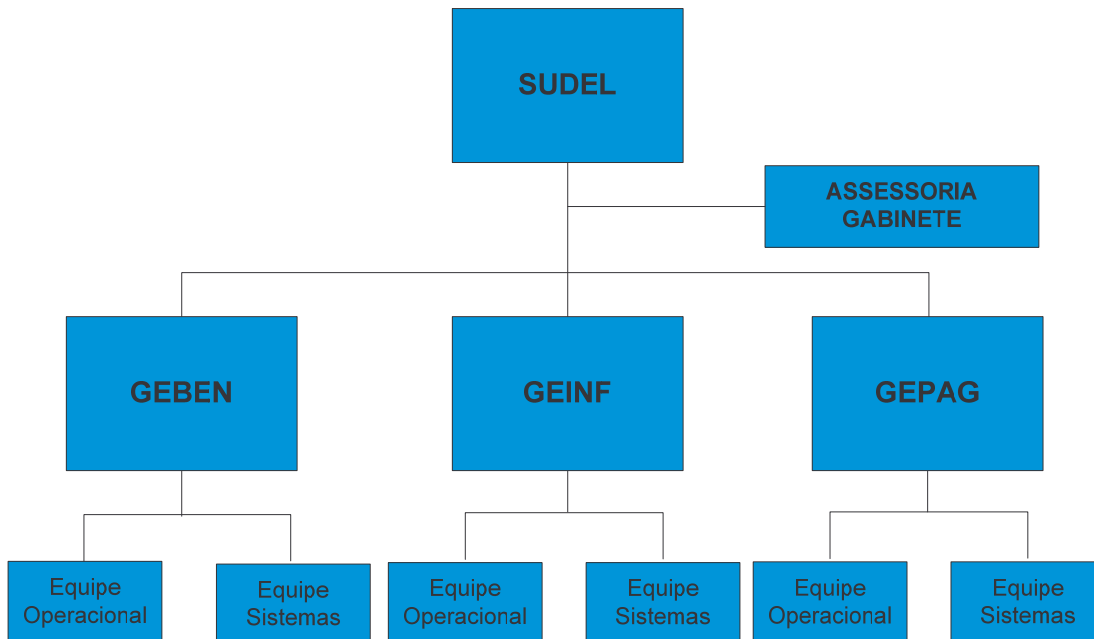 SUDEL
ASSESSORIA
GABINETE
GEBEN
GEINF
GEPAG
Equipe
Operacional
Equipe
Sistemas
Equipe
Operacional
Equipe
Sistemas
Equipe
Operacional
Equipe
Sistemas